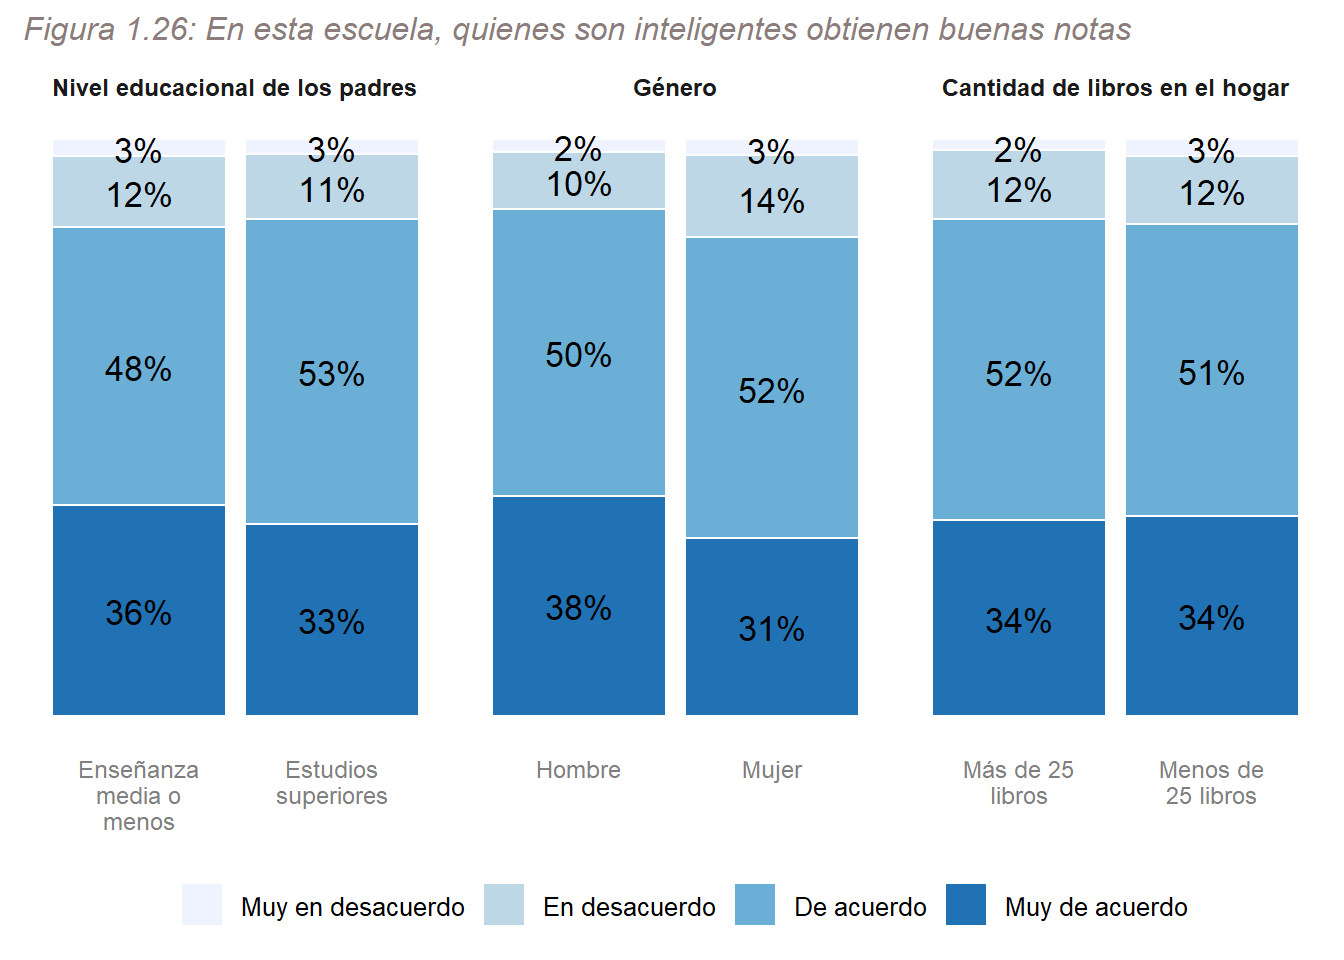 Figura 1.26: En esta escuela, quienes son inteligentes obtienen buenas notas
Nivel educacional de los padres
3% 3%
12% 11%
48% 53%
36% 33%
Enseñanza media o menos
Estudios superiores
Género
2% 3%
10% 14%
50% 52%
38% 31%
Hombre Mujer
Cantidad de libros en el hogar
2% 3%
12% 12%
52% 51%
34% 34%
Más de 25 libros
Menos de 25 libros
Muy en desacuerdo En desacuerdo De acuerdo Muy de acuerdo